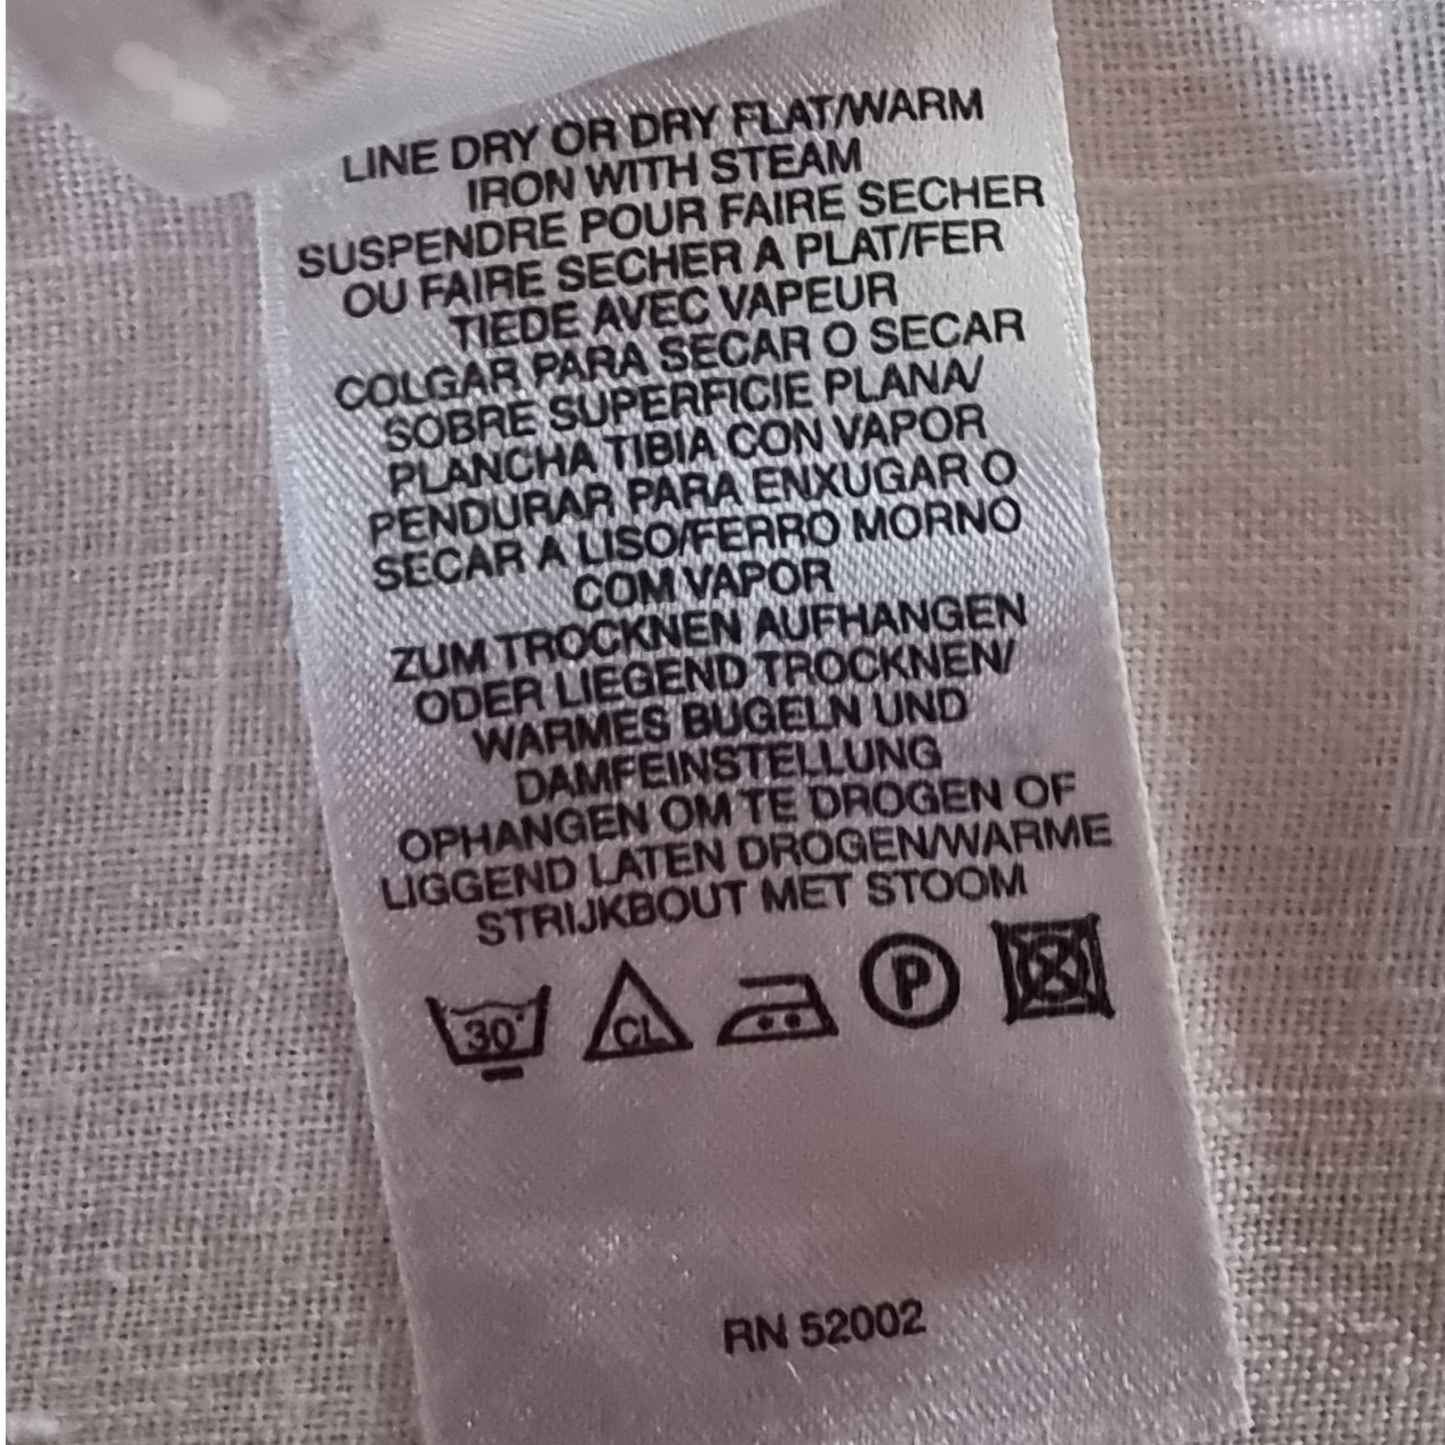 LINE DRY OR DRY FLAT/WARM
IRON WITH STEAM
SUSPENDRE POUR FAIRE SECHER
OU FAIRE SECHER A PLAT/FER
TIEDE AVEC VAPEUR
COLGAR PARA SECAR O SECAR
SOBRE SUPERFICIE PLANA/
PLANCHA TIBIA CON VAPOR
PENDURAR PARA ENXUGAR O
SECAR A LISO/FERRO MORNO
COM VAPOR
ZUM TROCKNEN AUFHANGEN
ODER LIEGEND TROCKNEN/
WARMES BUGELN UND
DAMFEINSTELLUNG
OPHANGEN OM TE DROGEN OF
LIGGEND LATEN DROGEN/WARME
STRIJKBOUT MET STOOM
30° CL P
RN 52002